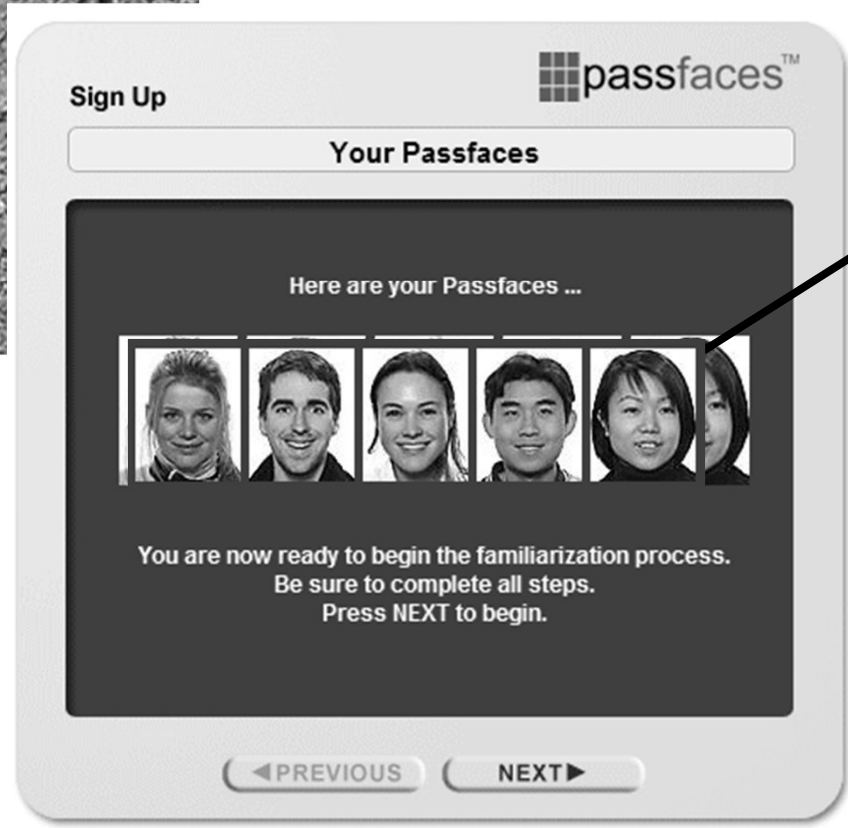 passfaces™
Sign Up
Your Passfaces
Here are your Passfaces ...
You are now ready to begin the familiarization process.
Be sure to complete all steps.
Press NEXT to begin.
◀PREVIOUS
NEXT▶